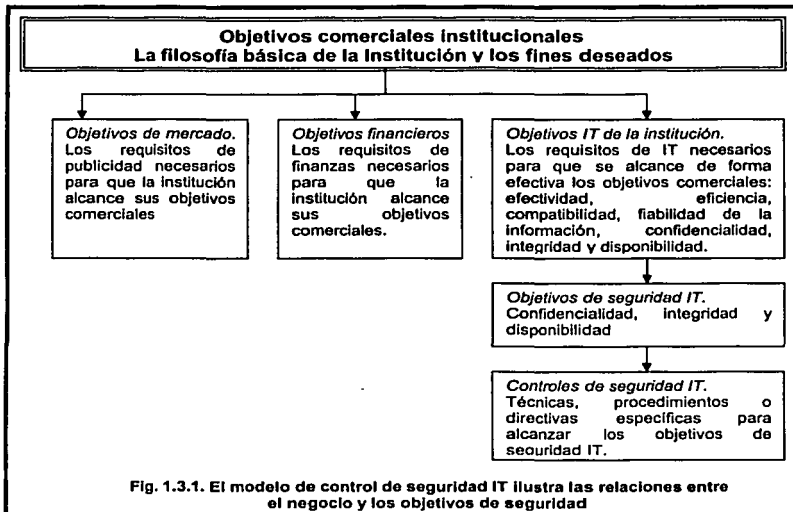 Objetivos comerciales institucionales
La filosofía básica de la Institución y los fines deseados
Objetivos de mercado.
Los requisitos de
publicidad necesarios
para que la institución
alcance sus objetivos
comerciales
Objetivos financieros
Los requisitos de
finanzas necesarios
para que la
institución alcance
sus objetivos
comerciales.
Objetivos IT de la institución.
Los requisitos de IT necesarios
para que se alcance de forma
efectiva los objetivos comerciales:
efectividad, eficiencia,
compatibilidad, fiabilidad de la
información, confidencialidad,
integridad y disponibilidad.
Objetivos de seguridad IT.
Confidencialidad, integridad y
disponibilidad
Controles de seguridad IT.
Técnicas, procedimientos o
directivas específicas para
alcanzar los objetivos de
seguridad IT.
Fig. 1.3.1. El modelo de control de seguridad IT ilustra las relaciones entre
el negocio y los objetivos de seguridad